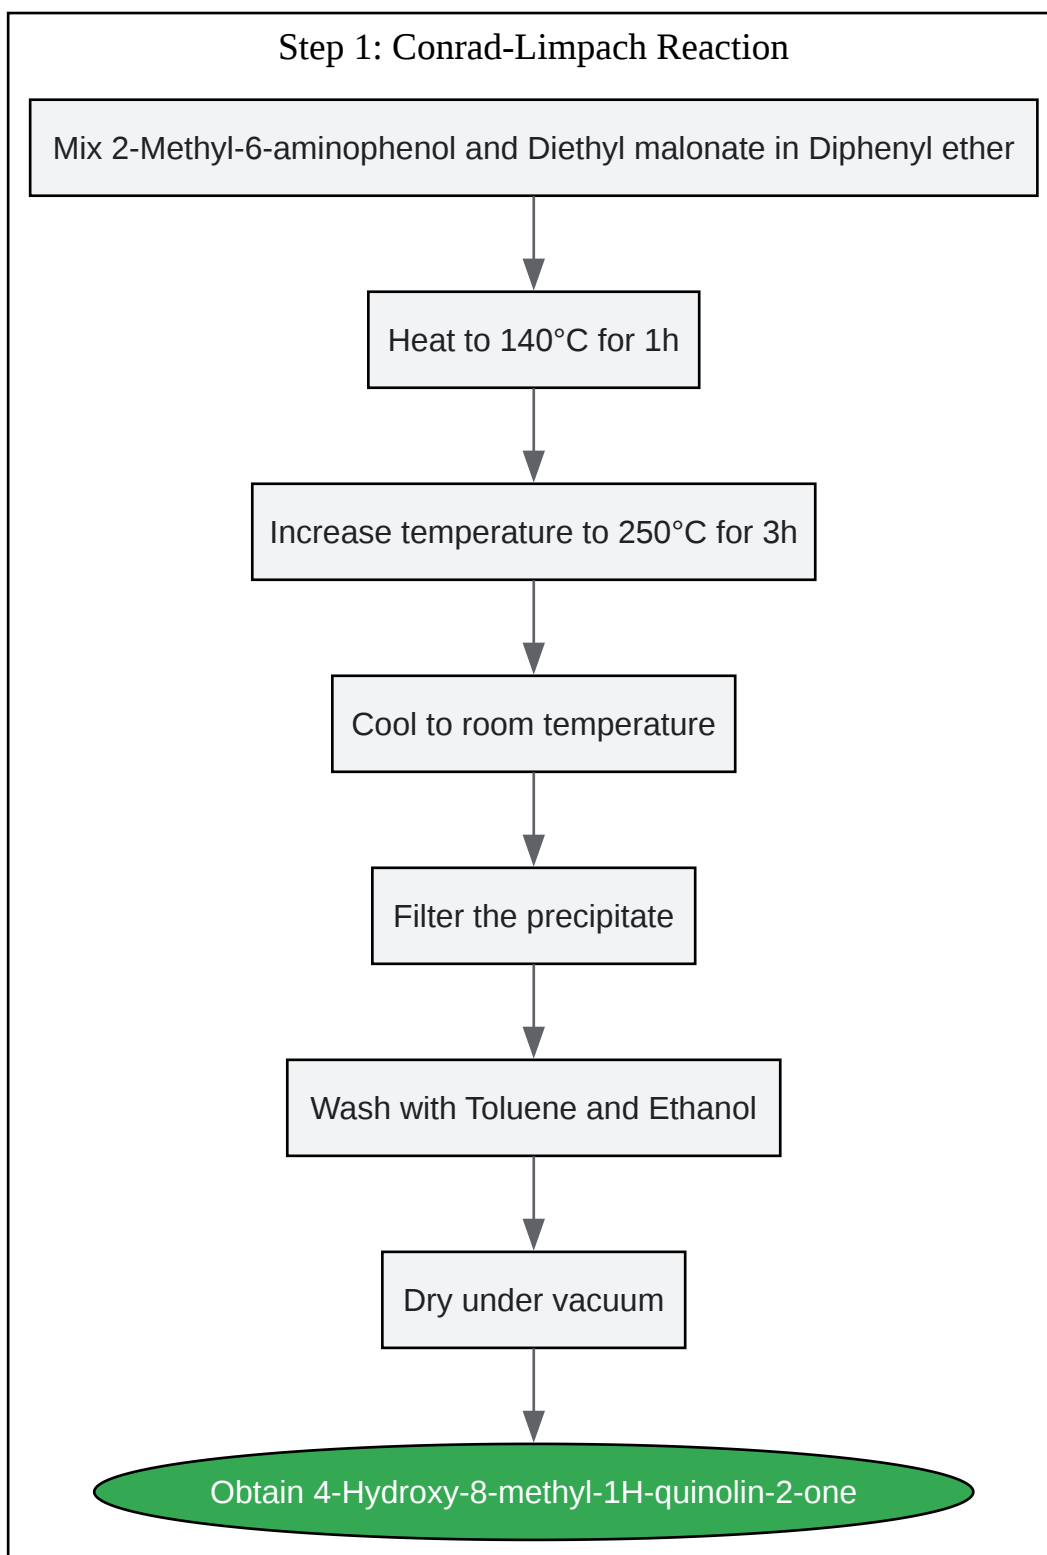 Step 1: Conrad-Limpach Reaction
Mix 2-Methyl-6-aminophenol and Diethyl malonate in Diphenyl ether
Heat to 140°C for 1h
Increase temperature to 250°C for 3h
Cool to room temperature
Filter the precipitate
Wash with Toluene and Ethanol
Dry under vacuum
Obtain 4-Hydroxy-8-methyl-1H-quinolin-2-one